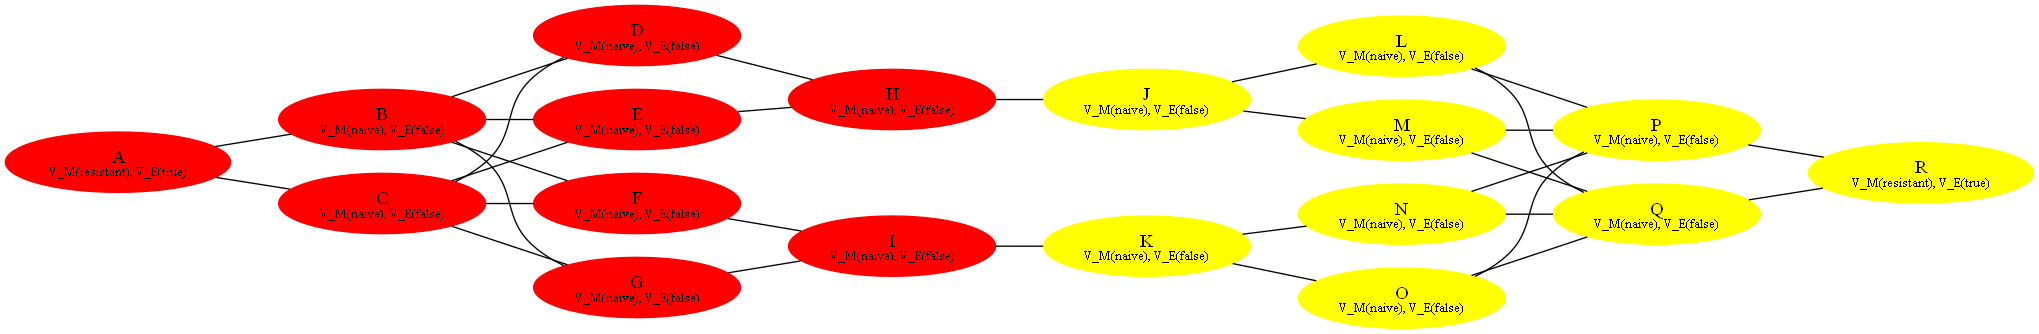 A
V_M(resistant), V_E(true)
B
V_M(naive), V_E(false)
C
V_M(naive), V_E(false)
D
V_M(naive), V_E(false)
E
V_M(naive), V_E(false)
F
V_M(naive), V_E(false)
G
V_M(naive), V_E(false)
H
V_M(naive), V_E(false)
I
V_M(naive), V_E(false)
J
V_M(naive), V_E(false)
K
V_M(naive), V_E(false)
L
V_M(naive), V_E(false)
M
V_M(naive), V_E(false)
N
V_M(naive), V_E(false)
O
V_M(naive), V_E(false)
P
V_M(naive), V_E(false)
Q
V_M(naive), V_E(false)
R
V_M(resistant), V_E(true)